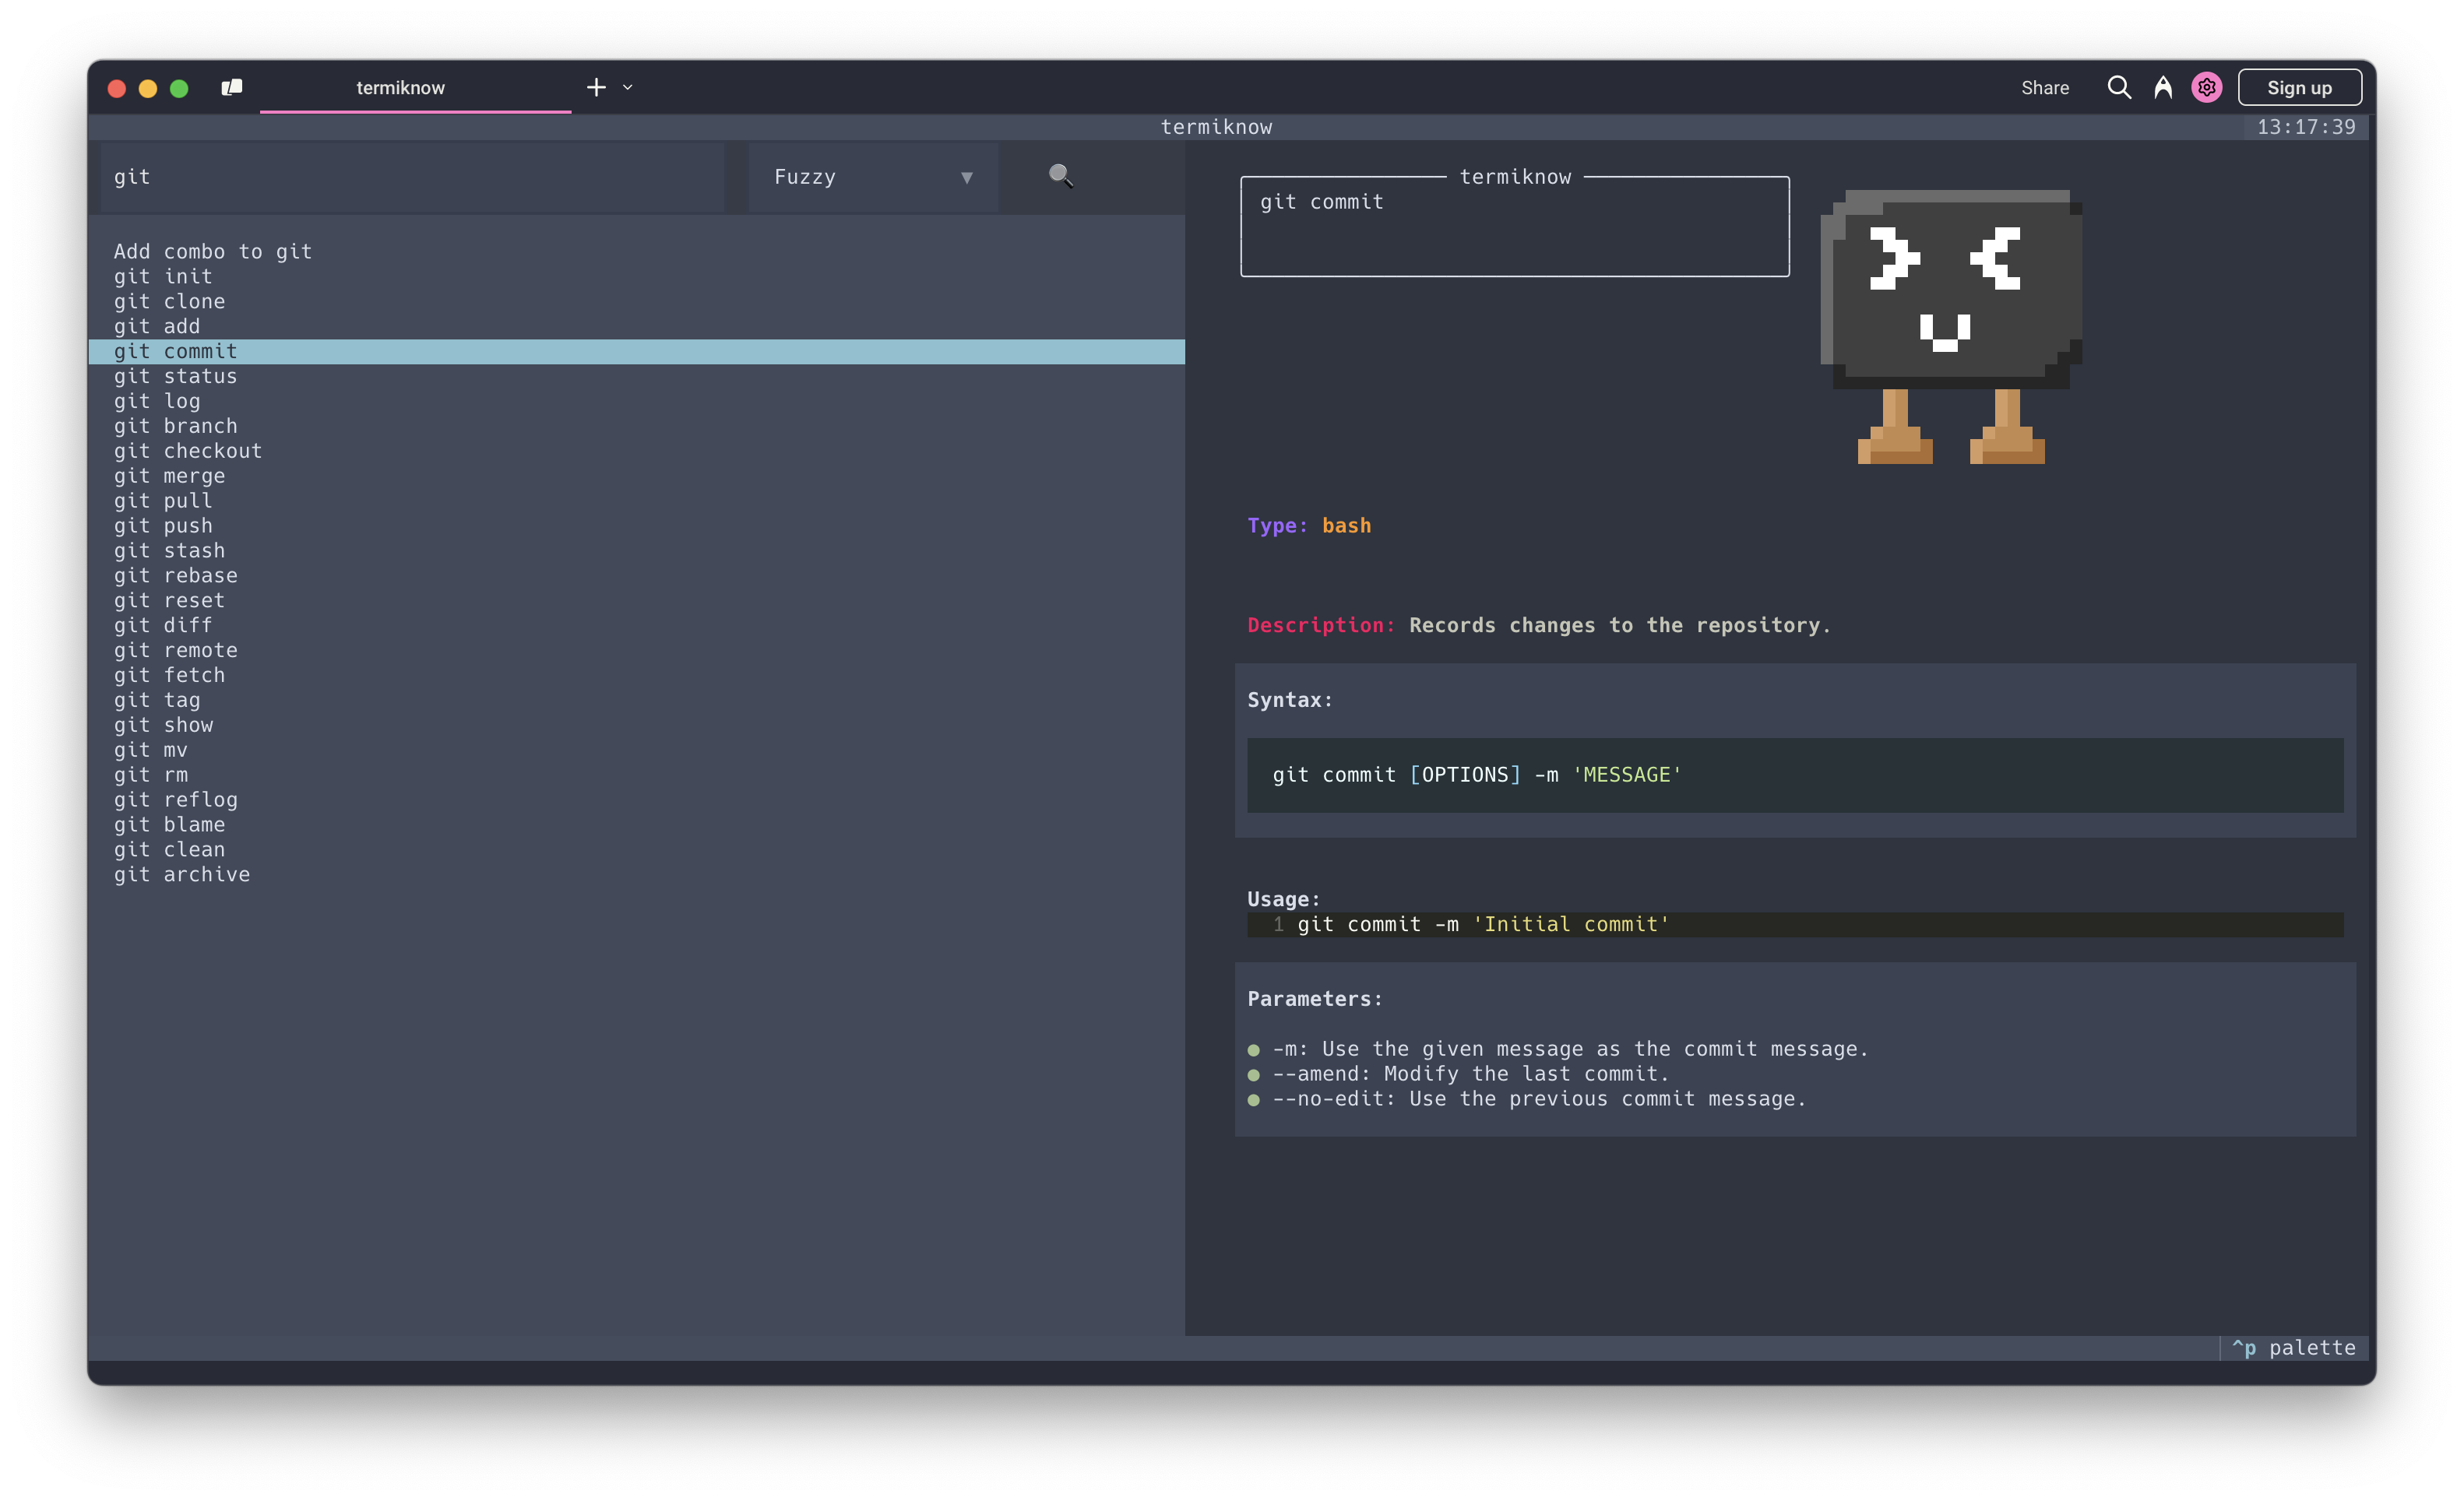 termiknow
Share
Sign up
termiknow
13:17:39
git
Fuzzy ▼
Add combo to git
git init
git clone
git add
git commit
git status
git log
git branch
git checkout
git merge
git pull
git push
git stash
git rebase
git reset
git diff
git remote
git fetch
git tag
git show
git mv
git rm
git reflog
git blame
git clean
git archive
termiknow
git commit
Type: bash
Description: Records changes to the repository.
Syntax:
git commit [OPTIONS] -m 'MESSAGE'
Usage:
1 git commit -m 'Initial commit'
Parameters:
● -m: Use the given message as the commit message.
● --amend: Modify the last commit.
● --no-edit: Use the previous commit message.
^p palette